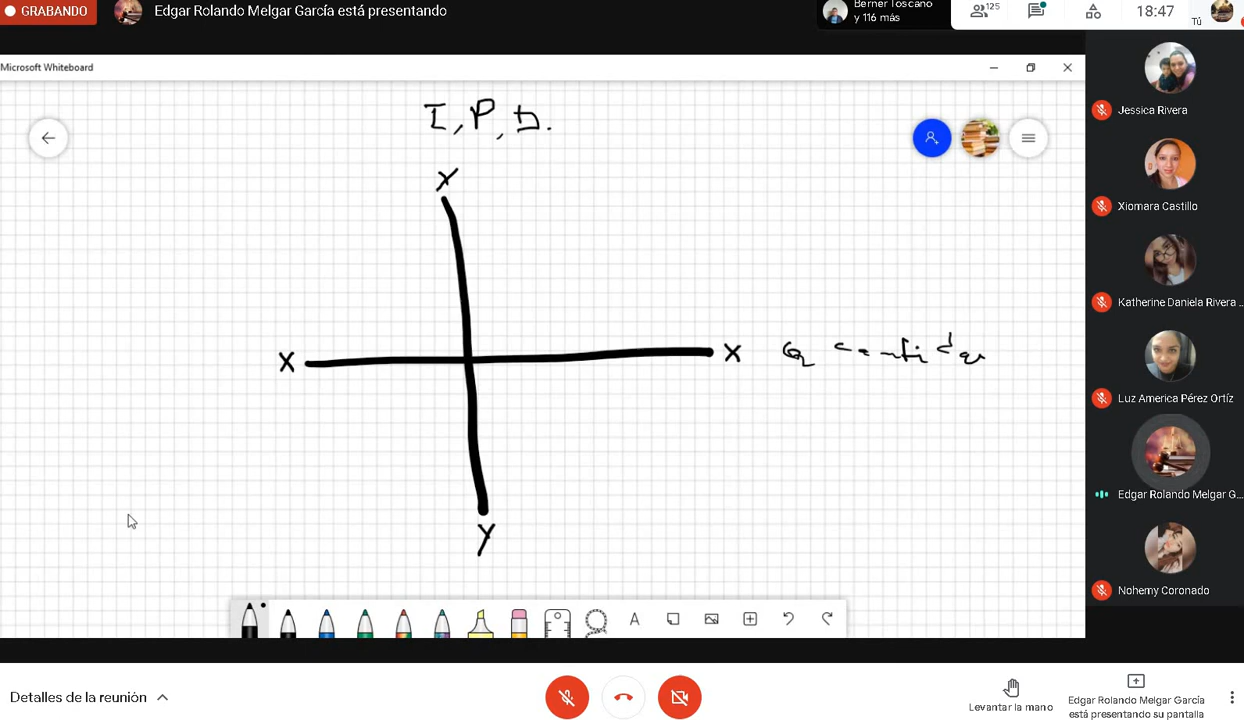 GRABANDO
Edgar Rolando Melgar García está presentando
Berner Toscano
y 116 más
125
18:47
Tú
Microsoft Whiteboard
I, P, D.
Y
X
X
Q
Y
Jessica Rivera
Xiomara Castillo
Katherine Daniela Rivera ...
Luz America Pérez Ortíz
Edgar Rolando Melgar G...
Nohemy Coronado
A
Detalles de la reunión
Levantar la mano
Edgar Rolando Melgar García
está presentando su pantalla